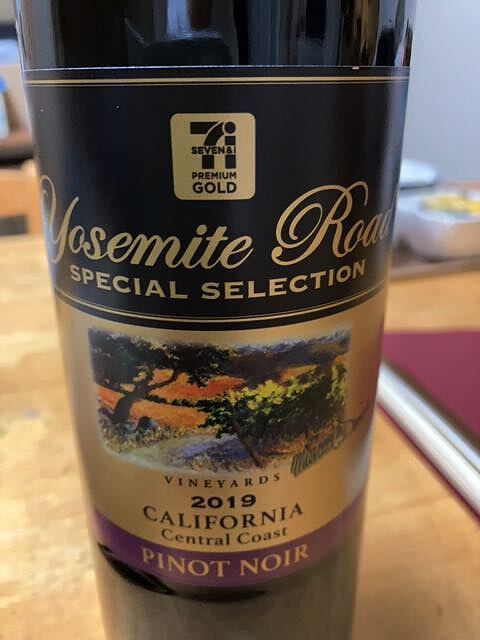 7i
SEVEN&i
PREMIUM
GOLD
Yosemite Road
SPECIAL SELECTION
VINEYARDS
2019
CALIFORNIA
Central Coast
PINOT NOIR